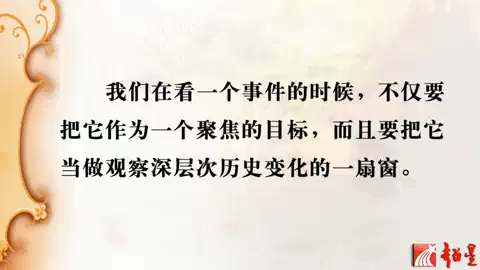 我们在看一个事件的时候，不仅要
把它作为一个聚焦的目标，而且要把它
当做观察深层次历史变化的一扇窗。
超星